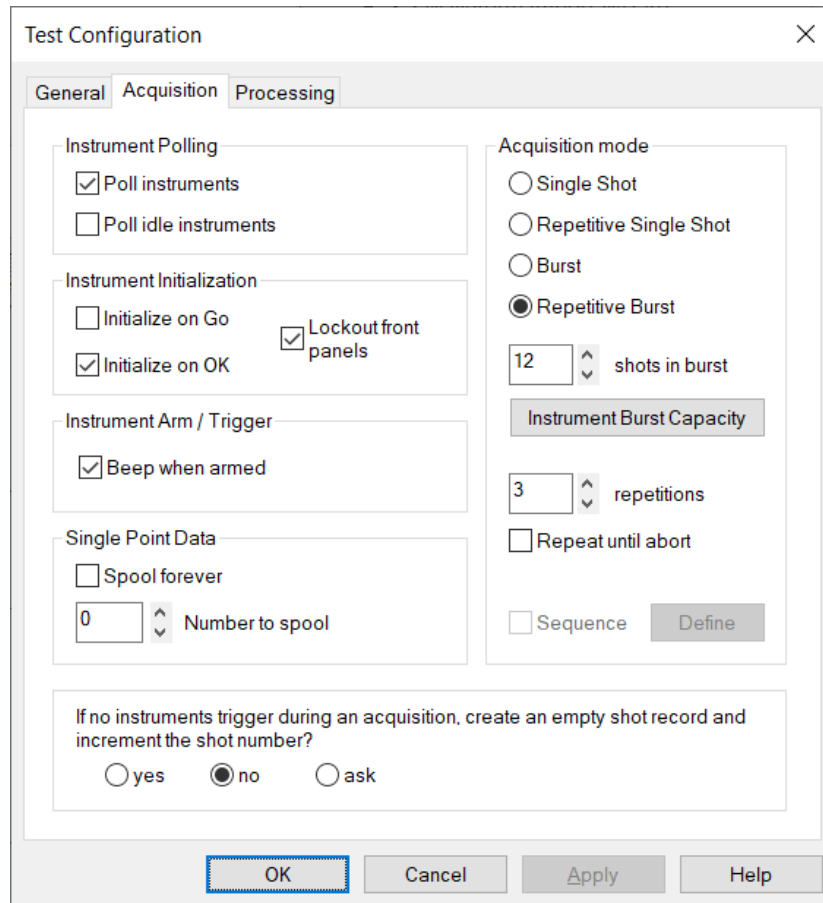 Test Configuration
General
Acquisition
Processing
Instrument Polling
Poll instruments
Poll idle instruments
Instrument Initialization
Initialize on Go
Initialize on OK
Lockout front
panels
Instrument Arm / Trigger
Beep when armed
Single Point Data
Spool forever
0 Number to spool
Acquisition mode
Single Shot
Repetitive Single Shot
Burst
Repetitive Burst
12 shots in burst
Instrument Burst Capacity
3 repetitions
Repeat until abort
Sequence
Define
If no instruments trigger during an acquisition, create an empty shot record and
increment the shot number?
yes no ask
OK
Cancel
Apply
Help